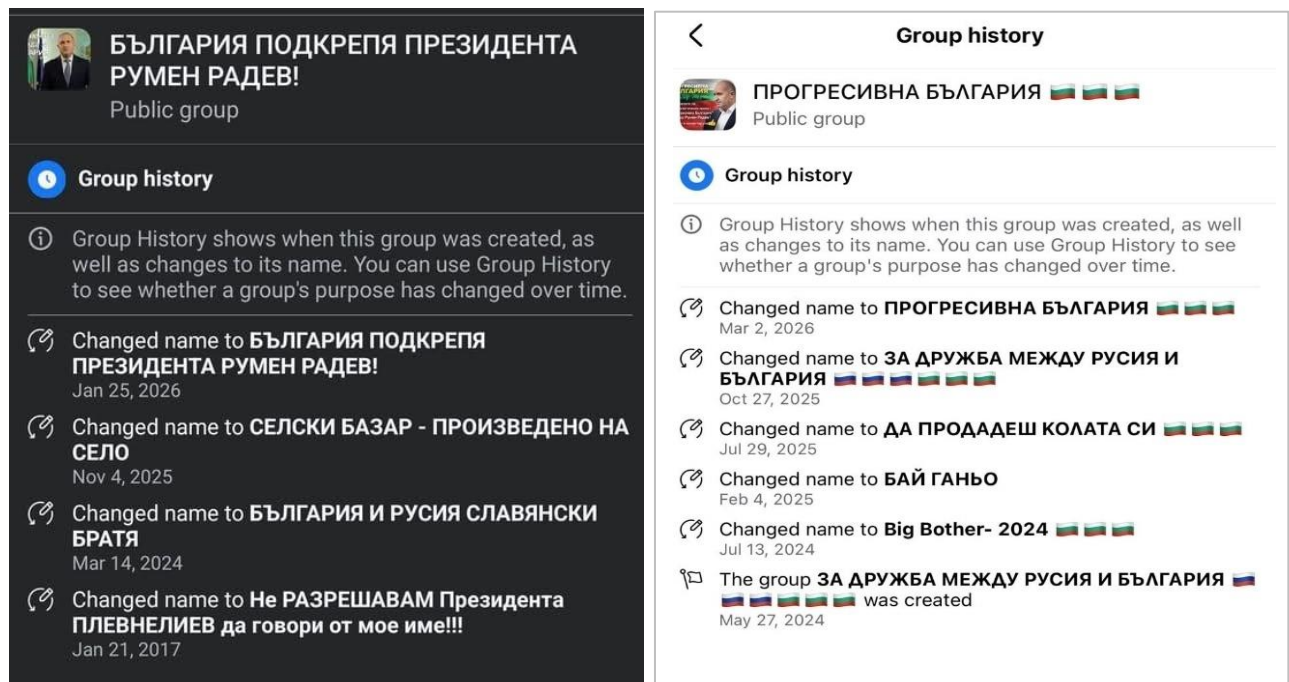 БЪЛГАРИЯ ПОДКРЕПЯ ПРЕЗИДЕНТА
РУМЕН РАДЕВ!
Public group
Group history
Group History shows when this group was created, as
well as changes to its name. You can use Group History
to see whether a group's purpose has changed over time.
Changed name to БЪЛГАРИЯ ПОДКРЕПЯ
ПРЕЗИДЕНТА РУМЕН РАДЕВ!
Jan 25, 2026
Changed name to СЕЛСКИ БАЗАР - ПРОИЗВЕДЕНО НА
СЕЛО
Nov 4, 2025
Changed name to БЪЛГАРИЯ И РУСИЯ СЛАВЯНСКИ
БРАТЯ
Mar 14, 2024
Changed name to Не РАЗРЕШАВАМ Президента
ПЛЕВНЕЛИЕВ да говори от мое име!!!
Jan 21, 2017
Group history
ПРОГРЕСИВНА БЪЛГАРИЯ 🇧🇬 🇧🇬 🇧🇬
Public group
Group history
Group History shows when this group was created, as well
as changes to its name. You can use Group History to see
whether a group's purpose has changed over time.
Changed name to ПРОГРЕСИВНА БЪЛГАРИЯ 🇧🇬 🇧🇬 🇧🇬
Mar 2, 2026
Changed name to ЗА ДРУЖБА МЕЖДУ РУСИЯ И
БЪЛГАРИЯ 🇷🇺 🇷🇺 🇷🇺 🇧🇬 🇧🇬 🇧🇬
Oct 27, 2025
Changed name to ДА ПРОДАДЕШ КОЛАТА СИ 🇧🇬 🇧🇬 🇧🇬
Jul 29, 2025
Changed name to БАЙ ГАНЬО
Feb 4, 2025
Changed name to Big Bother- 2024 🇧🇬 🇧🇬 🇧🇬
Jul 13, 2024
The group ЗА ДРУЖБА МЕЖДУ РУСИЯ И БЪЛГАРИЯ 🇷🇺
🇷🇺 🇷🇺 🇧🇬 🇧🇬 🇧🇬 was created
May 27, 2024